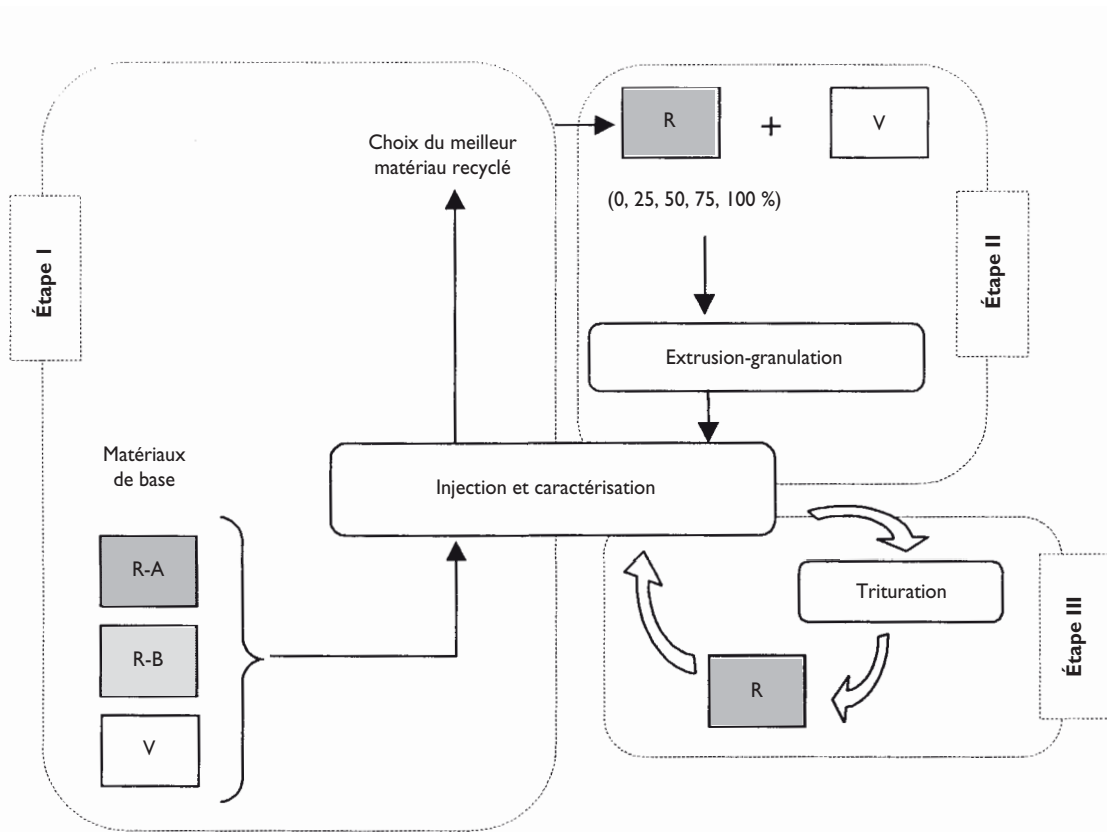 Étape I
Choix du meilleur
matériau recyclé
Matériaux
de base
R-A
R-B
V
Injection et caractérisation
Étape II
R
+
V
(0, 25, 50, 75, 100 %)
Extrusion-granulation
Étape III
Trituration
R